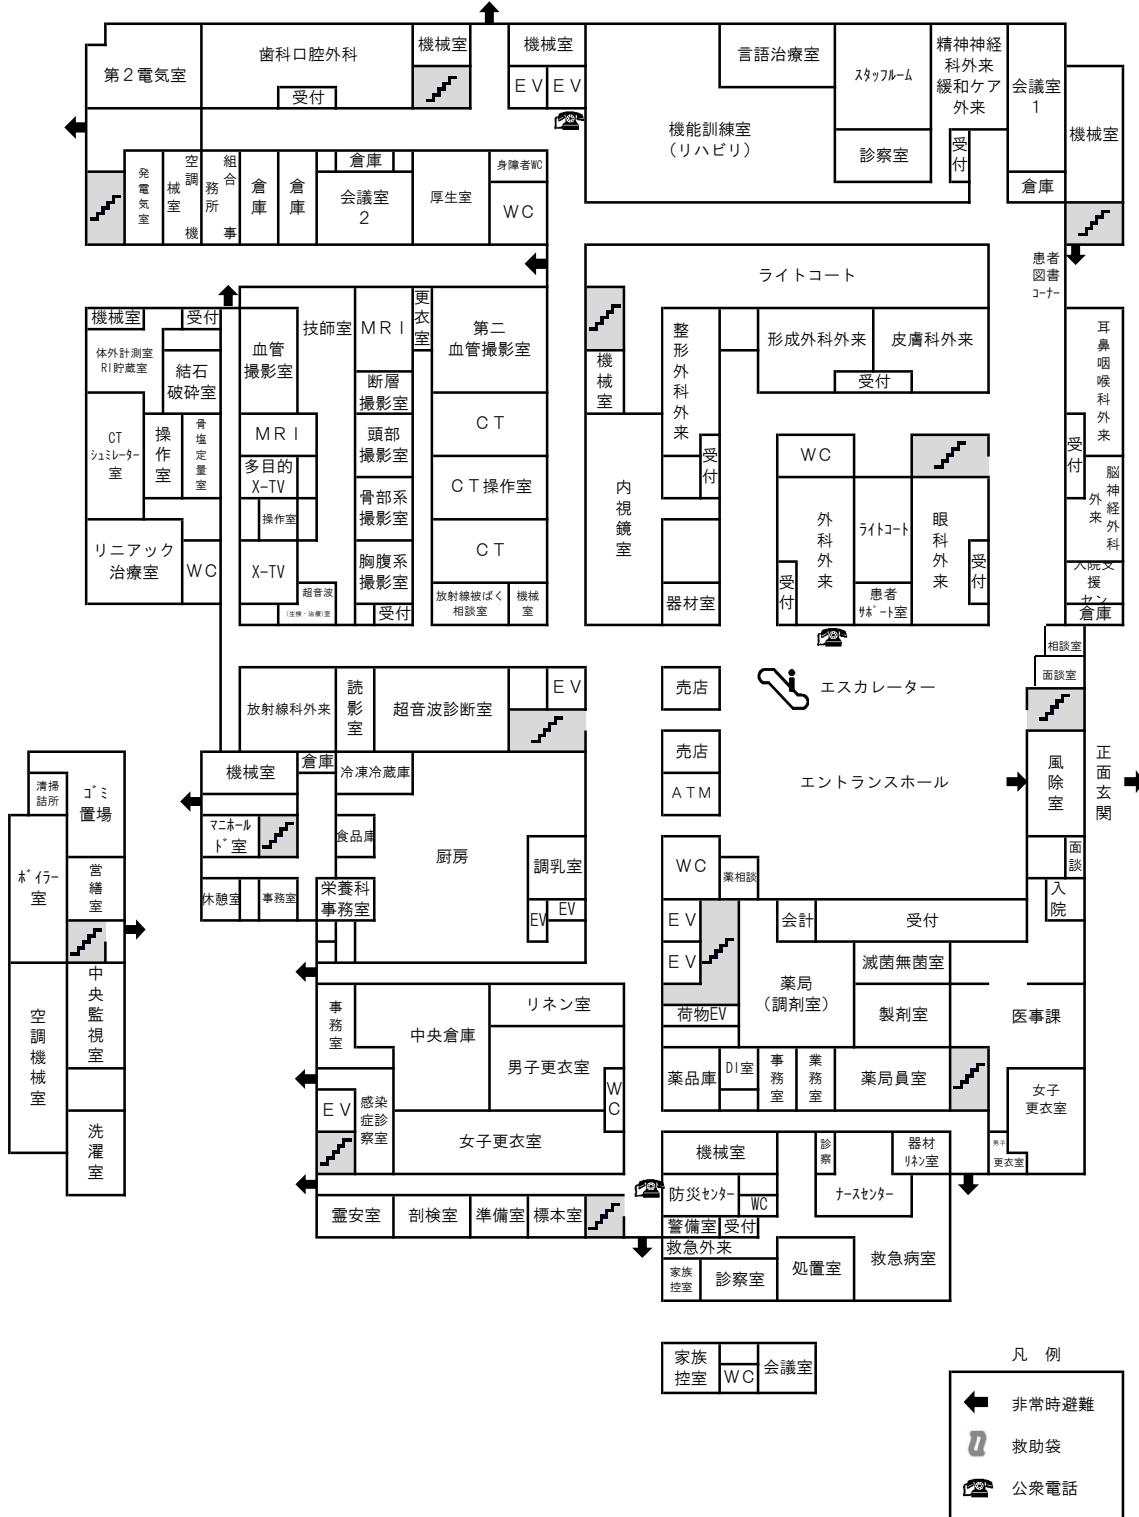 第2電気室
歯科口腔外科
受付
機械室
機械室
ＥＶ
ＥＶ
機能訓練室
(リハビリ)
言語治療室
スタッフルーム
診察室
精神神経
科外来
緩和ケア
外来
受付
会議室
1
倉庫
機械室
発電気室
空調機
械室
組合事
務所
倉庫
倉庫
倉庫
会議室
2
厚生室
身障者WC
ＷＣ
患者
図書
コーナー
ライトコート
機械室
受付
体外計測室
RI貯蔵室
結石
破砕室
CT
シュミレーター
室
操作室
骨塩定量室
リニアック
治療室
ＷＣ
血管
撮影室
技師室
ＭＲＩ
更衣室
第二
血管撮影室
断層
撮影室
ＭＲＩ
頭部
撮影室
ＣＴ
多目的
X-TV
骨部系
撮影室
ＣＴ操作室
操作室
X-TV
胸腹系
撮影室
ＣＴ
超音波
(生検・治療)室
受付
放射線被ばく
相談室
機械
室
機械室
内視鏡室
整形外科外来
受付
器材室
形成外科外来
皮膚科外来
受付
ＷＣ
外科外来
受付
ライトコート
患者
サポート室
眼科外来
受付
耳鼻咽喉科外来
受付
脳神経外科
外来
入院支
援
セン
倉庫
相談室
面談室
放射線科外来
読影室
超音波診断室
ＥＶ
売店
エスカレーター
売店
ＡＴＭ
エントランスホール
風除室
正面玄関
機械室
倉庫
冷凍冷蔵庫
マニホール
ド室
食品庫
厨房
調乳室
休憩室
事務室
栄養科
事務室
EV
EV
清掃
詰所
ゴミ
置場
ボイラー
室
営繕室
空調機械室
中央監視室
洗濯室
ＷＣ
薬相談
面談
入院
ＥＶ
会計
受付
ＥＶ
薬局
(調剤室)
滅菌無菌室
荷物EV
製剤室
医事課
薬品庫
DI室
事務室
業務室
薬局員室
女子
更衣室
男子
更衣室
事務室
中央倉庫
リネン室
男子更衣室
ＷＣ
ＥＶ
感染
症診
察室
女子更衣室
霊安室
剖検室
準備室
標本室
機械室
診察
器材
リネン室
防災センター
WC
ナースセンター
警備室
受付
救急外来
家族
控室
診察室
処置室
救急病室
家族
控室
ＷＣ
会議室
凡　例
非常時避難
救助袋
公衆電話